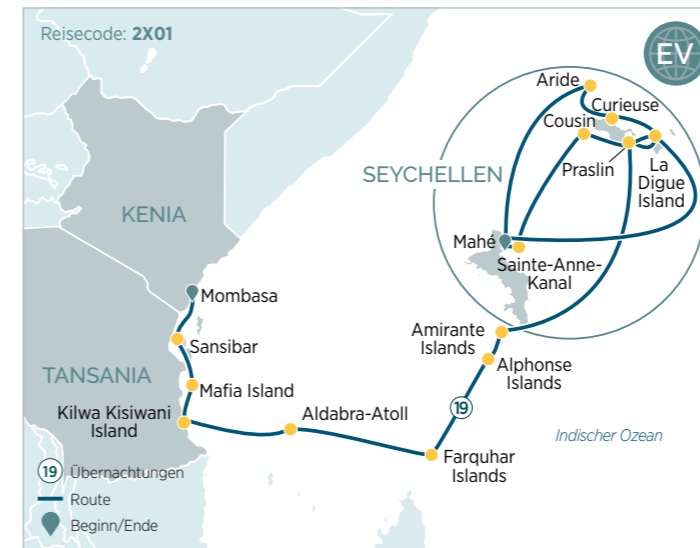 Reisecode: 2X01
EV
Aride
Curieuse
Cousin
SEYCHELLEN
Praslin
La
Digue
Island
KENIA
Mahé
Sainte-Anne-
Kanal
Mombasa
Amirante
Islands
Sansibar
Alphonse
Islands
TANSANIA
Mafia Island
Kilwa Kisiwani
Island
Aldabra-Atoll
19
Indischer Ozean
Farquhar
Islands
19 Übernachtungen
Route
Beginn/Ende